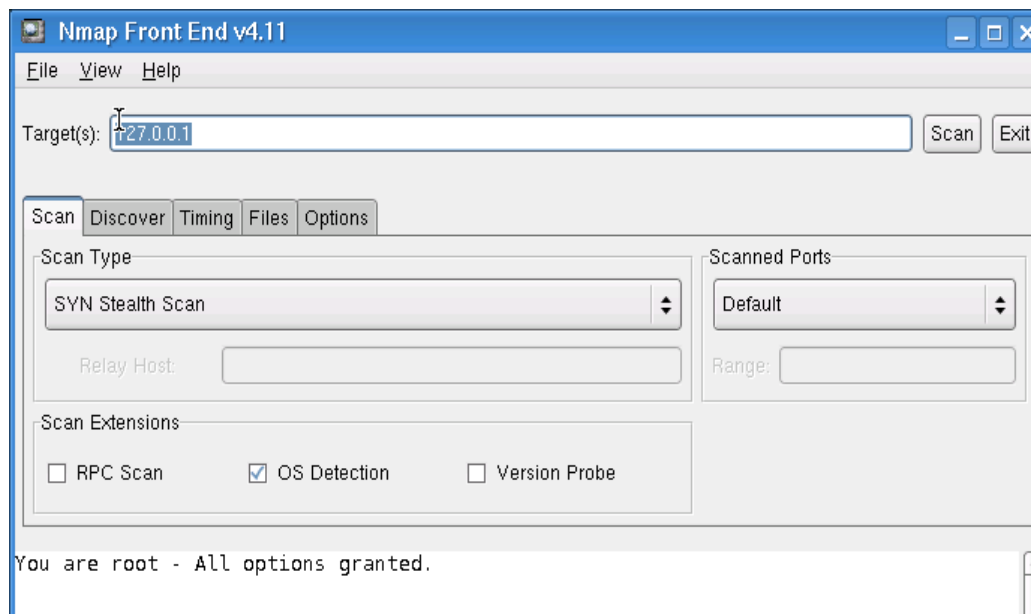 Nmap Front End v4.11
File View Help
Target(s): 127.0.0.1 Scan Exit
Scan Discover Timing Files Options
Scan Type
SYN Stealth Scan
Relay Host:
Scanned Ports
Default
Range:
Scan Extensions
RPC Scan OS Detection Version Probe
You are root - All options granted.